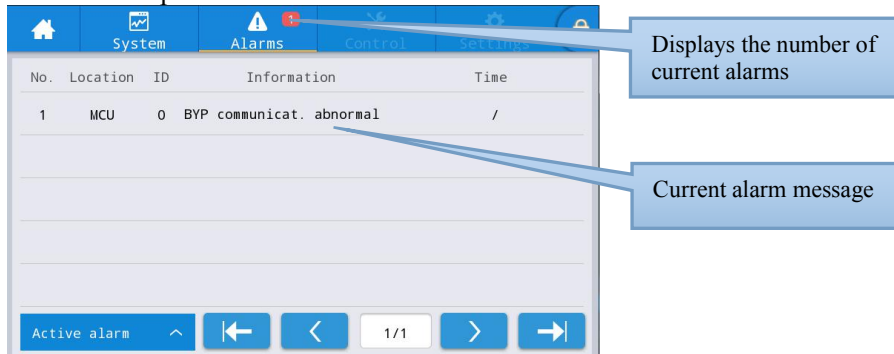 1
System Alarms Control Settings
Displays the number of
current alarms
No. Location ID Information Time
1 MCU 0 BYP communicat. abnormal /
Current alarm message
Active alarm 1/1